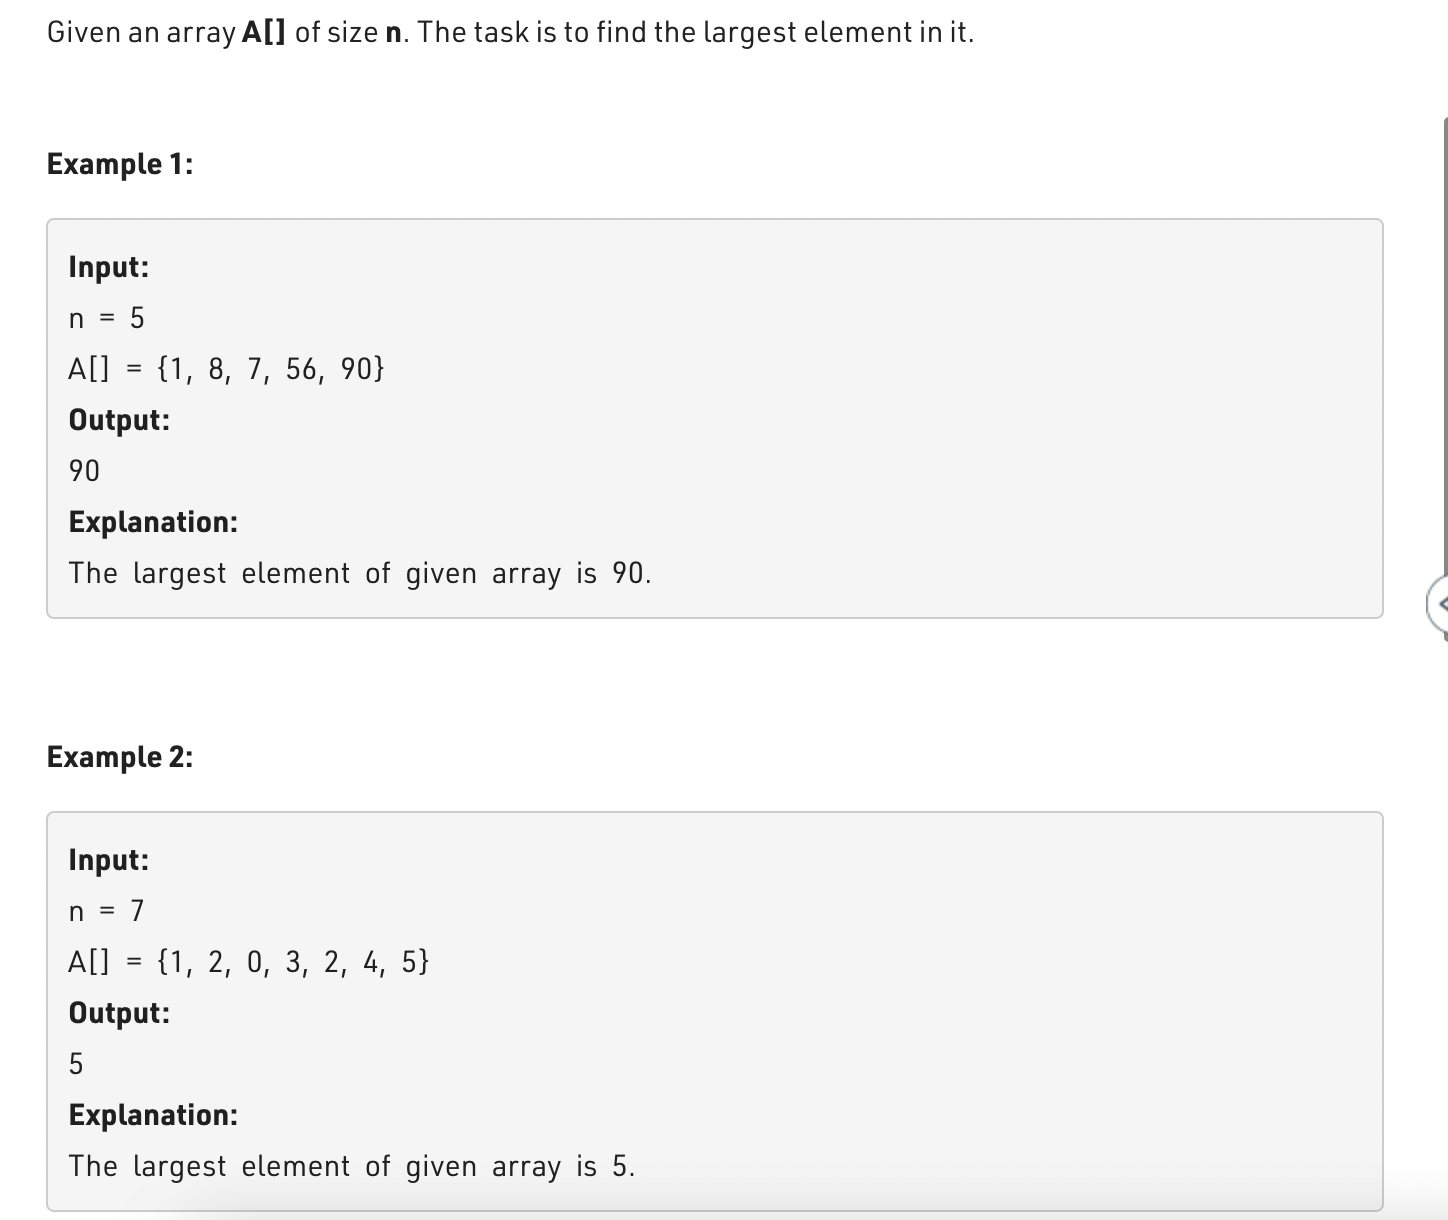 Given an array A[] of size n. The task is to find the largest element in it.
Example 1:
Input:
n = 5
A[] = {1, 8, 7, 56, 90}
Output:
90
Explanation:
The largest element of given array is 90.
Example 2:
Input:
n = 7
A[] = {1, 2, 0, 3, 2, 4, 5}
Output:
5
Explanation:
The largest element of given array is 5.